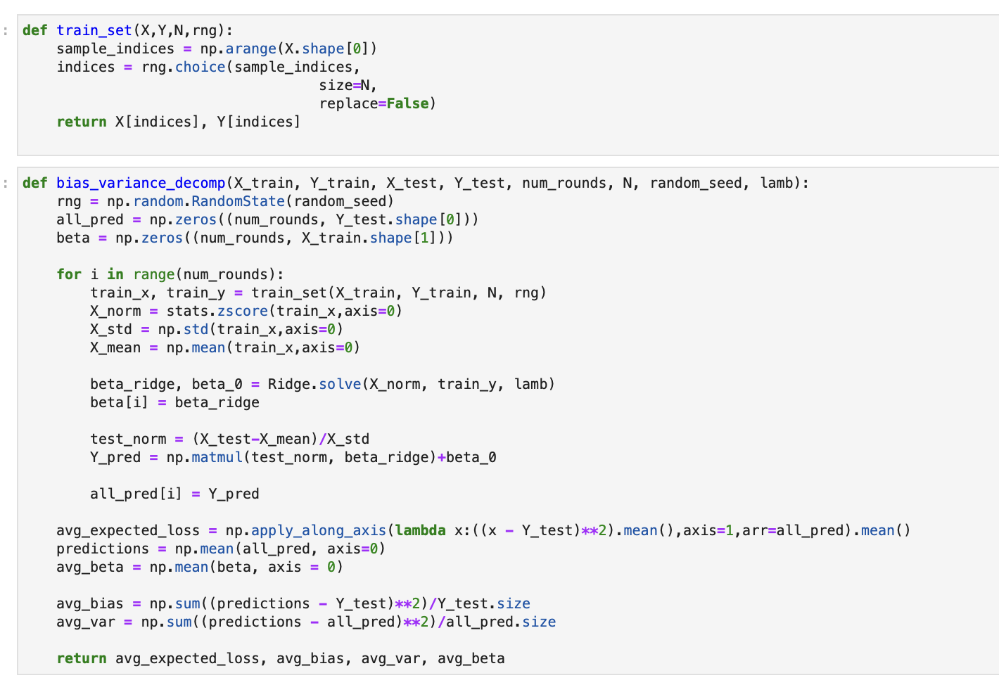 : def train_set(X,Y,N,rng):
    sample_indices = np.arange(X.shape[0])
    indices = rng.choice(sample_indices,
                                   size=N,
                                   replace=False)
    return X[indices], Y[indices]
: def bias_variance_decomp(X_train, Y_train, X_test, Y_test, num_rounds, N, random_seed, lamb):
    rng = np.random.RandomState(random_seed)
    all_pred = np.zeros((num_rounds, Y_test.shape[0]))
    beta = np.zeros((num_rounds, X_train.shape[1]))
    for i in range(num_rounds):
        train_x, train_y = train_set(X_train, Y_train, N, rng)
        X_norm = stats.zscore(train_x,axis=0)
        X_std = np.std(train_x,axis=0)
        X_mean = np.mean(train_x,axis=0)
        beta_ridge, beta_0 = Ridge.solve(X_norm, train_y, lamb)
        beta[i] = beta_ridge
        test_norm = (X_test-X_mean)/X_std
        Y_pred = np.matmul(test_norm, beta_ridge)+beta_0
        all_pred[i] = Y_pred
    avg_expected_loss = np.apply_along_axis(lambda x:((x - Y_test)**2).mean(),axis=1,arr=all_pred).mean()
    predictions = np.mean(all_pred, axis=0)
    avg_beta = np.mean(beta, axis = 0)
    avg_bias = np.sum((predictions - Y_test)**2)/Y_test.size
    avg_var = np.sum((predictions - all_pred)**2)/all_pred.size
    return avg_expected_loss, avg_bias, avg_var, avg_beta